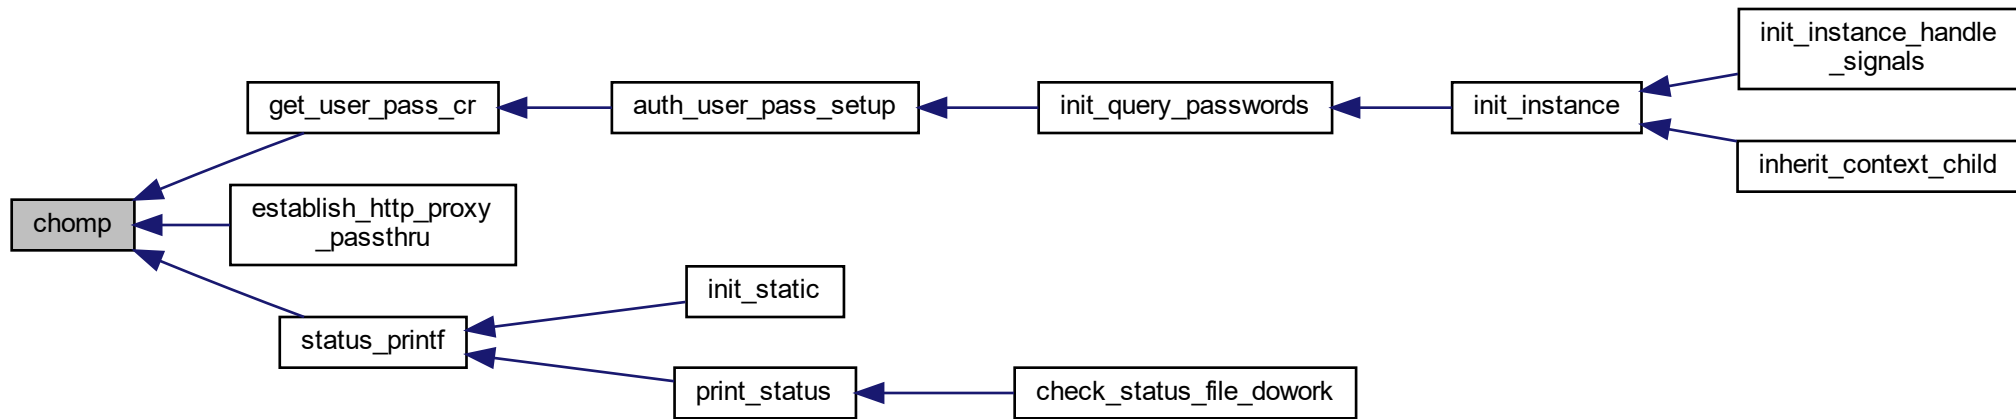 init_instance_handle
_signals
get_user_pass_cr
auth_user_pass_setup
init_query_passwords
init_instance
inherit_context_child
establish_http_proxy
_passthru
chomp
init_static
status_printf
print_status
check_status_file_dowork